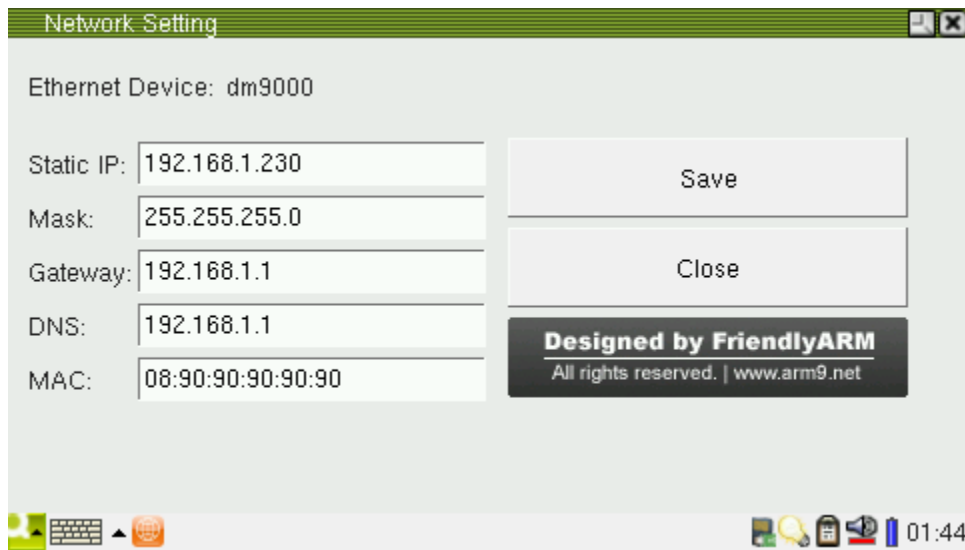 Network Setting
Ethernet Device: dm9000
Static IP: 192.168.1.230
Mask: 255.255.255.0
Gateway: 192.168.1.1
DNS: 192.168.1.1
MAC: 08:90:90:90:90:90
Save
Close
Designed by FriendlyARM
All rights reserved. | www.arm9.net
01:44